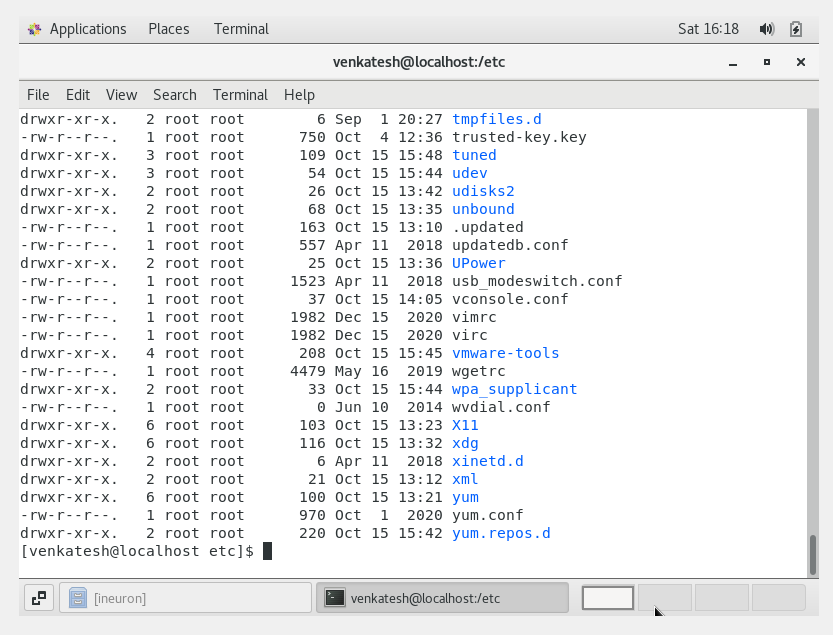 Applications Places Terminal Sat 16:18
venkatesh@localhost:/etc
File Edit View Search Terminal Help
drwxr-xr-x.   2 root root        6 Sep  1 20:27 tmpfiles.d
-rw-r--r--.   1 root root      750 Oct  4 12:36 trusted-key.key
drwxr-xr-x.   3 root root      109 Oct 15 15:48 tuned
drwxr-xr-x.   3 root root       54 Oct 15 15:44 udev
drwxr-xr-x.   2 root root       26 Oct 15 13:42 udisks2
drwxr-xr-x.   2 root root       68 Oct 15 13:35 unbound
-rw-r--r--.   1 root root      163 Oct 15 13:10 .updated
-rw-r--r--.   1 root root      557 Apr 11  2018 updatedb.conf
drwxr-xr-x.   2 root root       25 Oct 15 13:36 UPower
-rw-r--r--.   1 root root     1523 Apr 11  2018 usb_modeswitch.conf
-rw-r--r--.   1 root root       37 Oct 15 14:05 vconsole.conf
-rw-r--r--.   1 root root     1982 Dec 15  2020 vimrc
-rw-r--r--.   1 root root     1982 Dec 15  2020 virc
drwxr-xr-x.   4 root root      208 Oct 15 15:45 vmware-tools
-rw-r--r--.   1 root root     4479 May 16  2019 wgetrc
drwxr-xr-x.   2 root root       33 Oct 15 15:44 wpa_supplicant
-rw-r--r--.   1 root root        0 Jun 10  2014 wvdial.conf
drwxr-xr-x.   6 root root      103 Oct 15 13:23 X11
drwxr-xr-x.   6 root root      116 Oct 15 13:32 xdg
drwxr-xr-x.   2 root root        6 Apr 11  2018 xinetd.d
drwxr-xr-x.   2 root root       21 Oct 15 13:12 xml
drwxr-xr-x.   6 root root      100 Oct 15 13:21 yum
-rw-r--r--.   1 root root      970 Oct  1  2020 yum.conf
drwxr-xr-x.   2 root root      220 Oct 15 15:42 yum.repos.d
[venkatesh@localhost etc]$
[ineuron] venkatesh@localhost:/etc